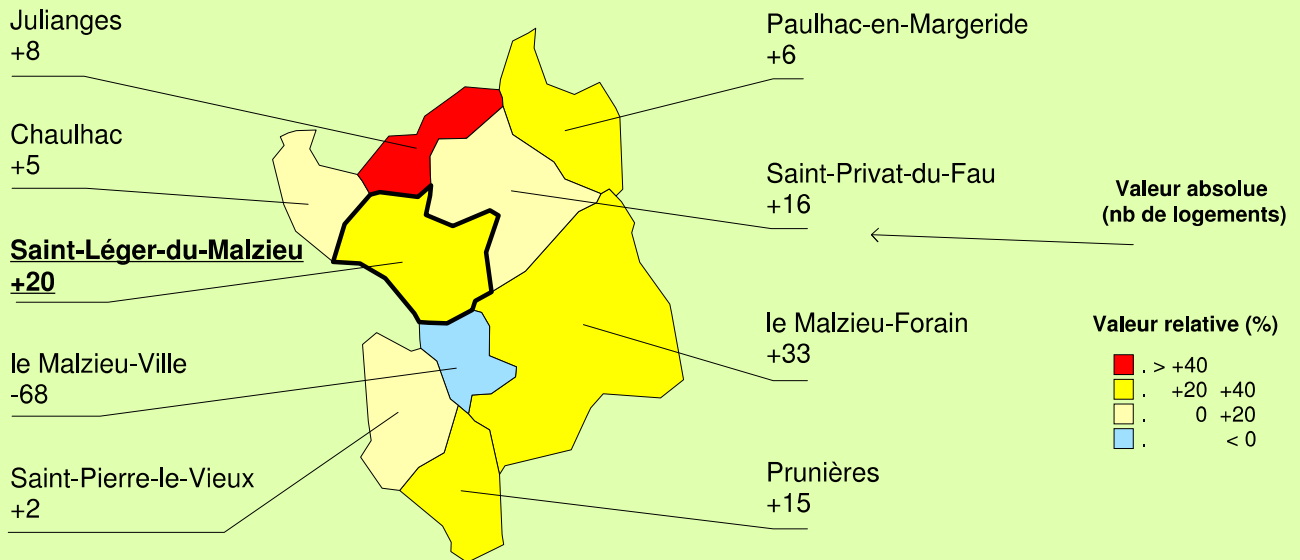 Julianges
+8
Chaulhac
+5
Saint-Léger-du-Malzieu
+20
le Malzieu-Ville
-68
Saint-Pierre-le-Vieux
+2
Paulhac-en-Margeride
+6
Saint-Privat-du-Fau
+16
le Malzieu-Forain
+33
Prunières
+15
Valeur absolue
(nb de logements)
Valeur relative (%)
. > +40
. +20 +40
. 0 +20
. < 0